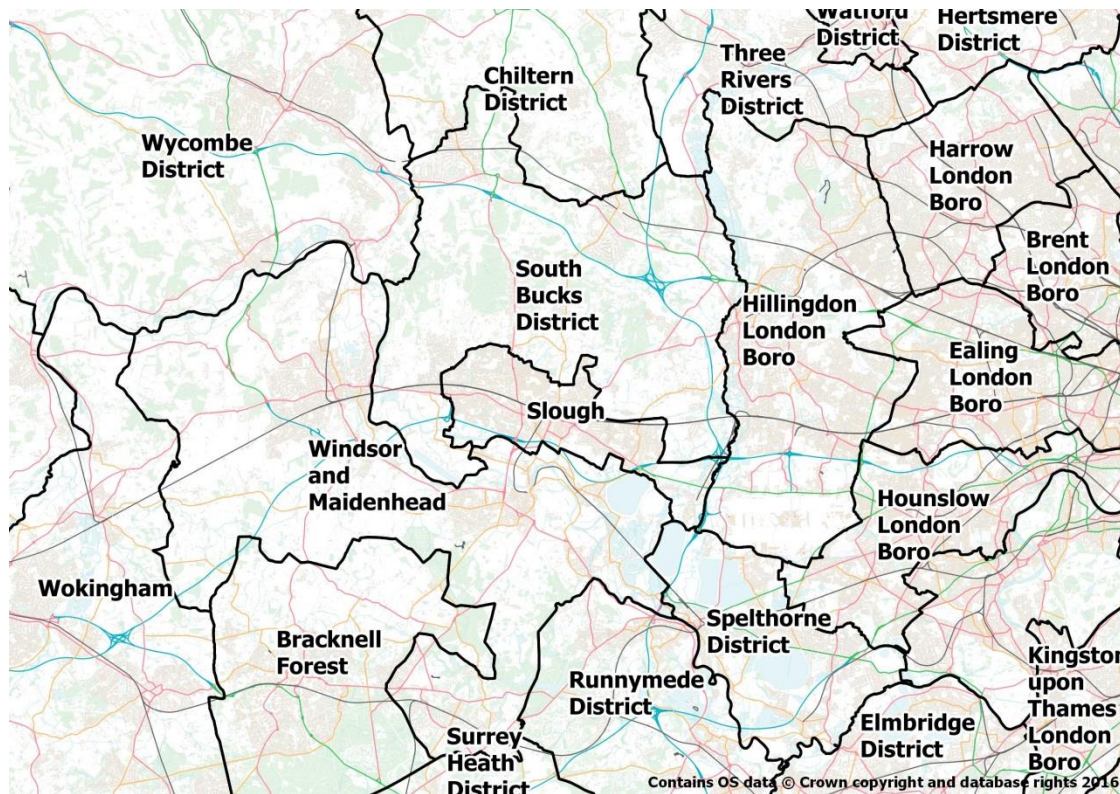 Watford
District
Hertsmere
District
Three
Rivers
District
Chiltern
District
Wycombe
District
Harrow
London
Boro
Brent
London
Boro
South
Bucks
District
Hillingdon
London
Boro
Ealing
London
Boro
Slough
Windsor
and
Maidenhead
Hounslow
London
Boro
Wokingham
Bracknell
Forest
Spelthorne
District
Runnymede
District
Kingston
upon
Thames
London
Boro
Elmbridge
District
Surrey
Heath
District
Contains OS data © Crown copyright and database rights 2016